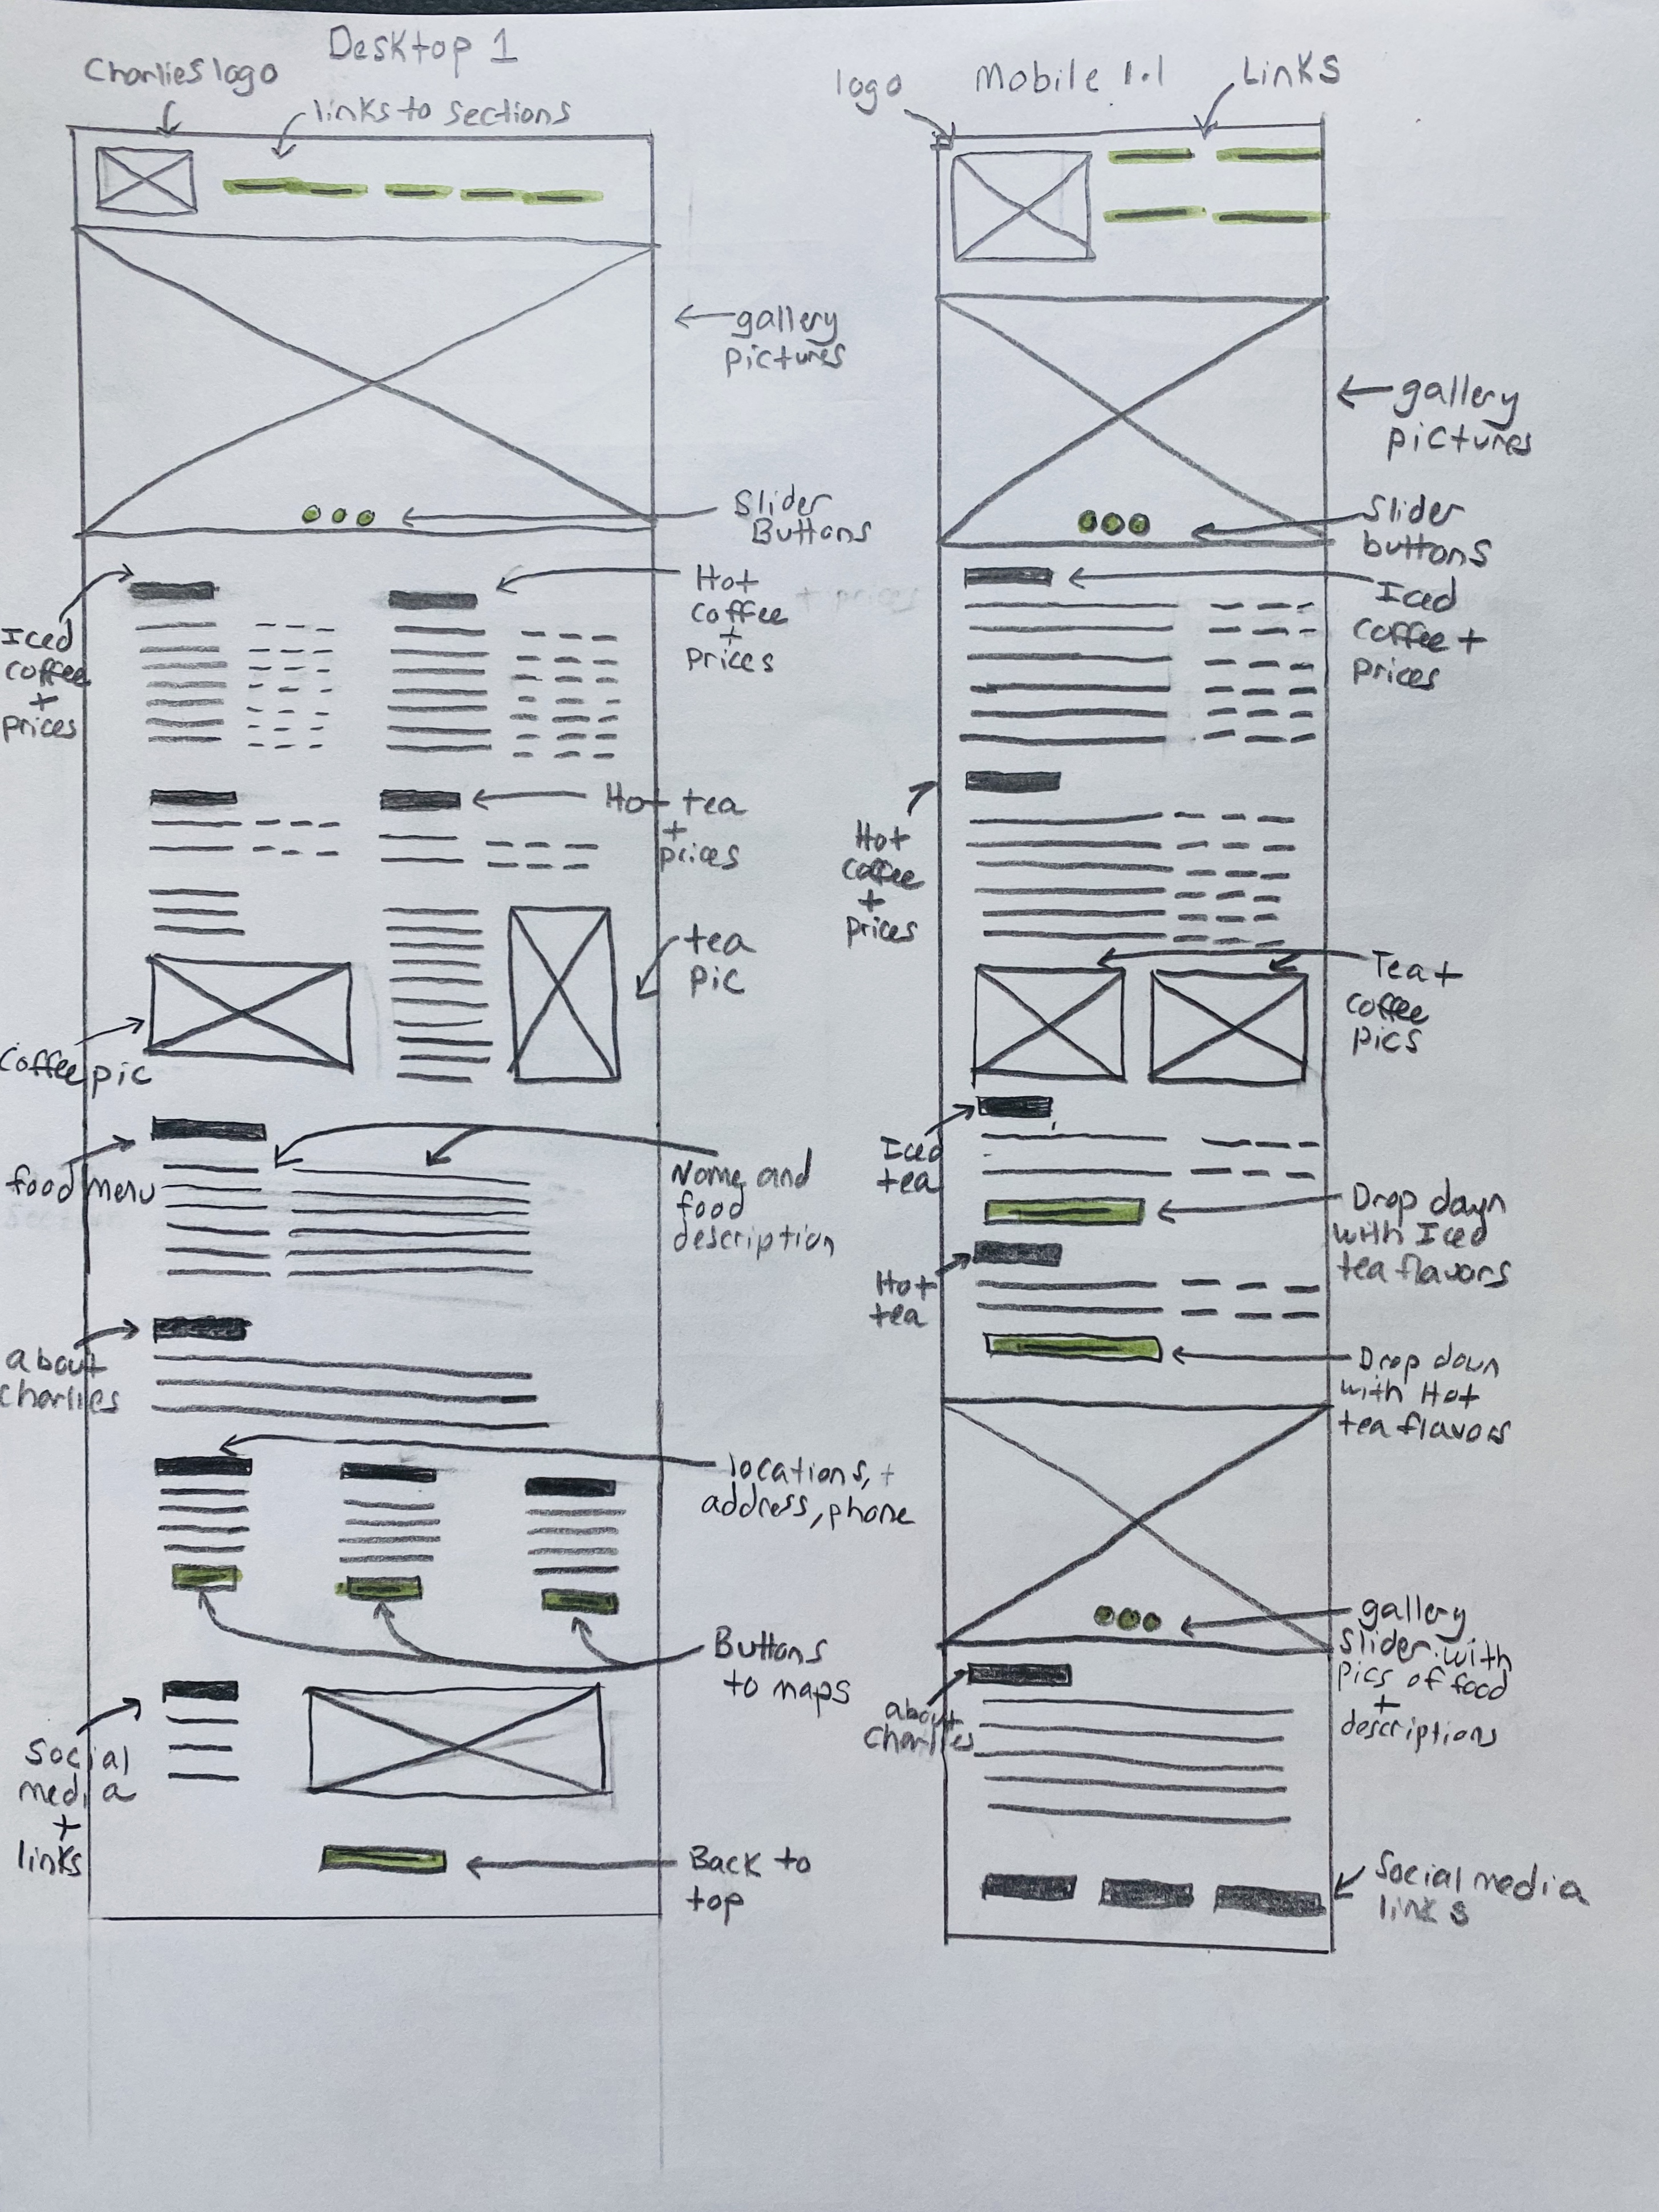 Desktop 1
Charlies logo
links to sections
gallery
pictures
Slider
Buttons
Hot
coffee
+
prices
Iced
coffee
+
prices
Hot tea
+
prices
tea
pic
coffee pic
food menu
Name and
food
description
about
charlies
locations, +
address, phone
Buttons
to maps
Social
media
+
links
Back to
top
Mobile 1.1
logo
Links
gallery
pictures
Slider
buttons
Iced
coffee +
prices
Hot
coffee
+
prices
Tea +
coffee
pics
Iced
tea
Drop down
with Iced
tea flavors
Hot
tea
Drop down
with Hot
tea flavors
gallery
slider with
pics of food
+
descriptions
about
charlies
Social media
links